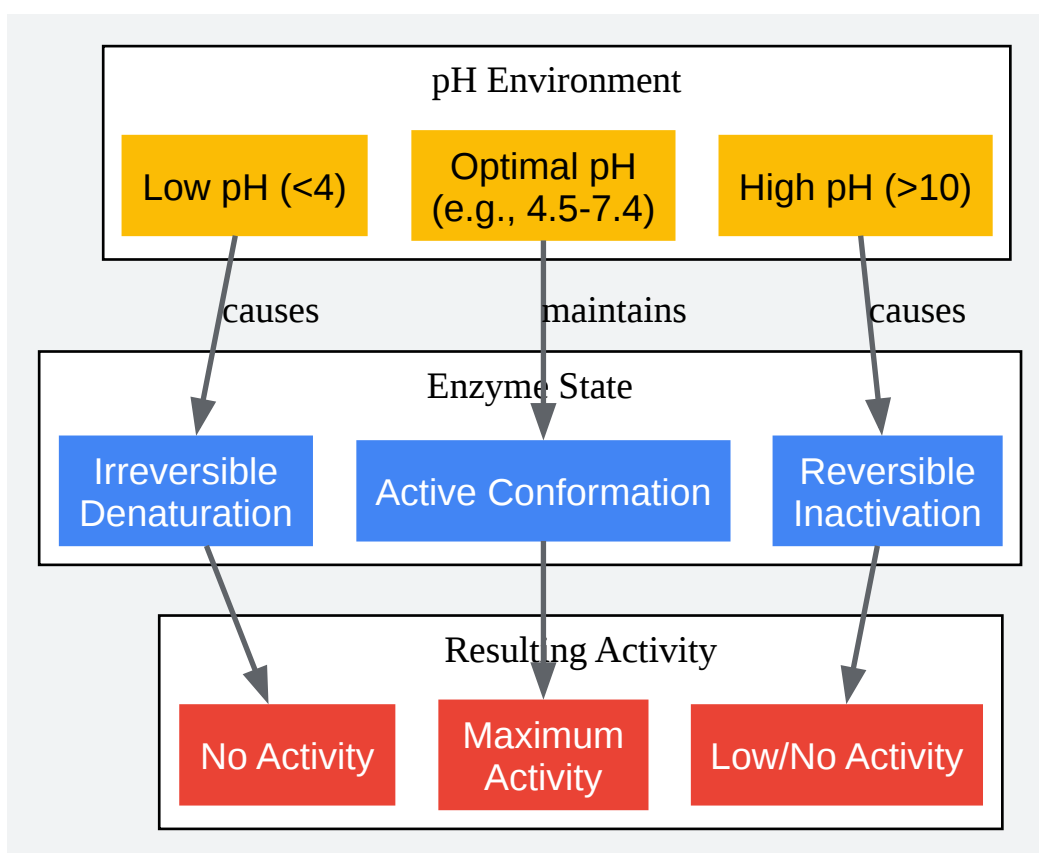 pH Environment
Low pH (<4)
Optimal pH
(e.g., 4.5-7.4)
High pH (>10)
causes
maintains
causes
Enzyme State
Irreversible
Denaturation
Active Conformation
Reversible
Inactivation
Resulting Activity
No Activity
Maximum
Activity
Low/No Activity